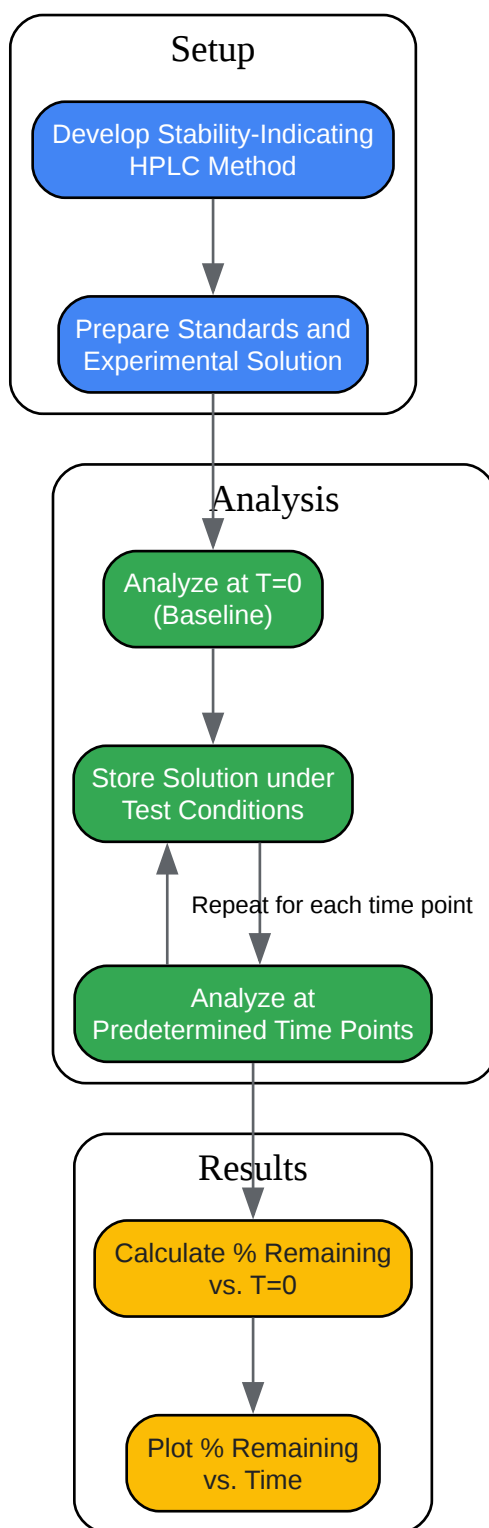 Setup
Develop Stability-Indicating
HPLC Method
Prepare Standards and
Experimental Solution
Analysis
Analyze at T=0
(Baseline)
Store Solution under
Test Conditions
Repeat for each time point
Analyze at
Predetermined Time Points
Results
Calculate % Remaining
vs. T=0
Plot % Remaining
vs. Time